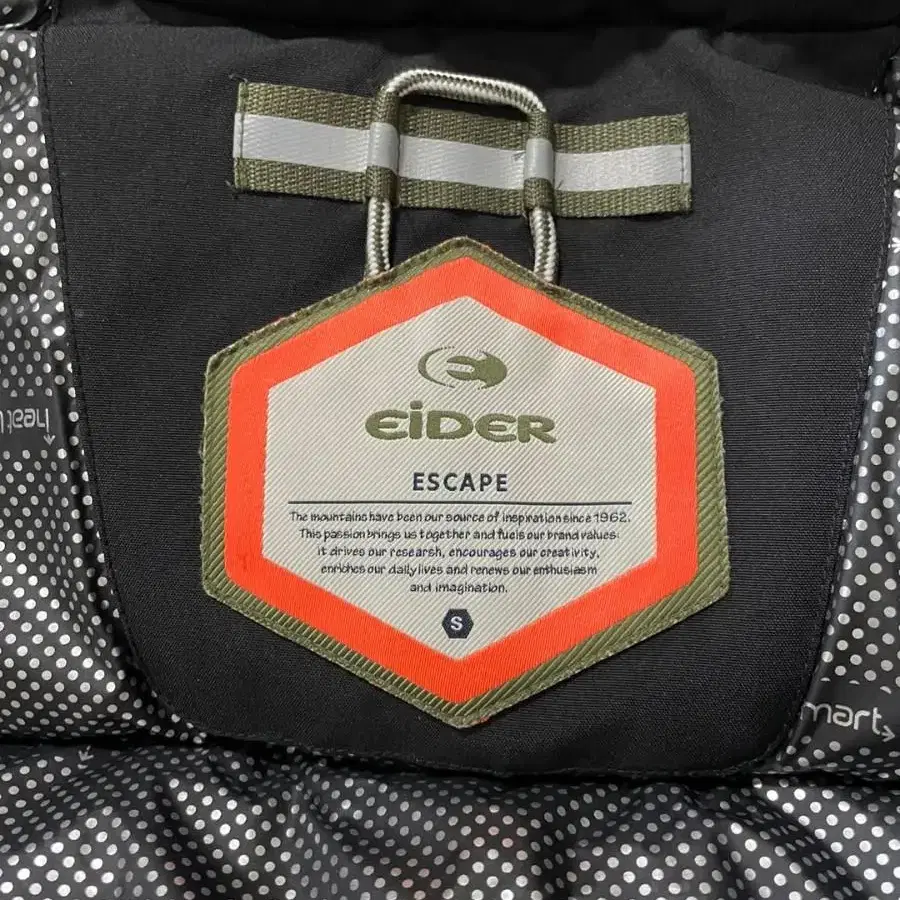 EiDER
ESCAPE
The mountains have been our source of inspiration since 1962.
This passion brings us together and fuels our brand values:
it drives our researsh, encourages our creativity,
enriches our daily lives and renews our enthusiasm
and imagination.
S
heat
mart